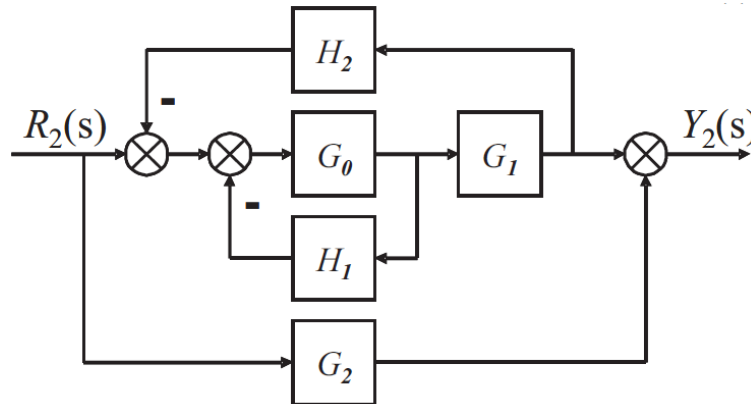 H₂
-
R₂(s)
G₀
G₁
Y₂(s)
-
H₁
G₂